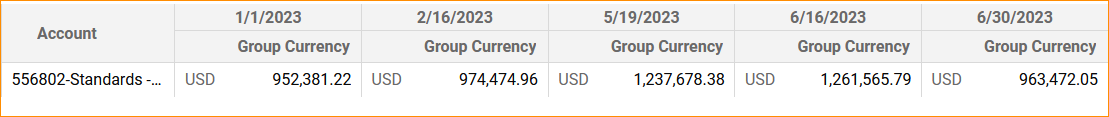 Account 1/1/2023 2/16/2023 5/19/2023 6/16/2023 6/30/2023
Group Currency Group Currency Group Currency Group Currency Group Currency
556802-Standards -... USD 952,381.22 USD 974,474.96 USD 1,237,678.38 USD 1,261,565.79 USD 963,472.05